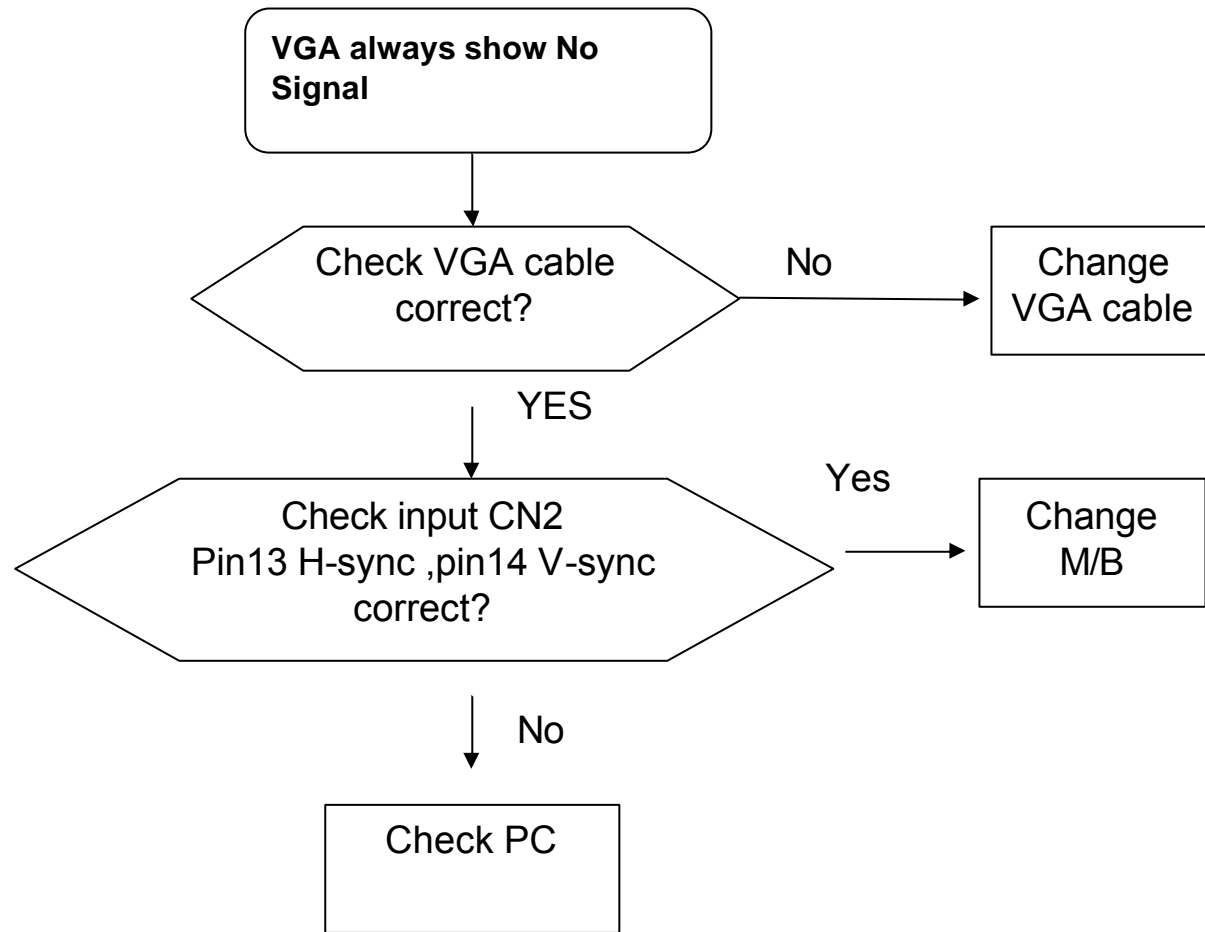 VGA always show No
Signal
Check VGA cable
correct?
No
Change
VGA cable
YES
Check input CN2
Pin13 H-sync ,pin14 V-sync
correct?
Yes
Change
M/B
No
Check PC